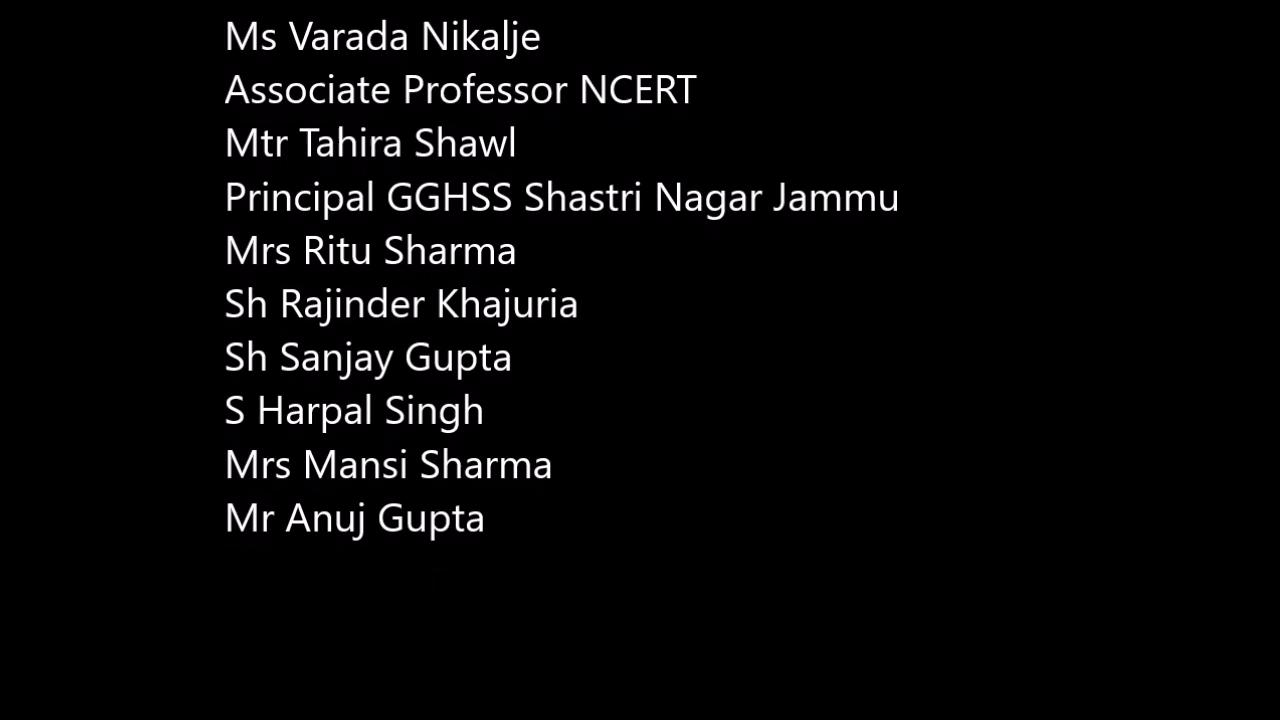 Ms Varada Nikalje
Associate Professor NCERT
Mtr Tahira Shawl
Principal GGHSS Shastri Nagar Jammu
Mrs Ritu Sharma
Sh Rajinder Khajuria
Sh Sanjay Gupta
S Harpal Singh
Mrs Mansi Sharma
Mr Anuj Gupta